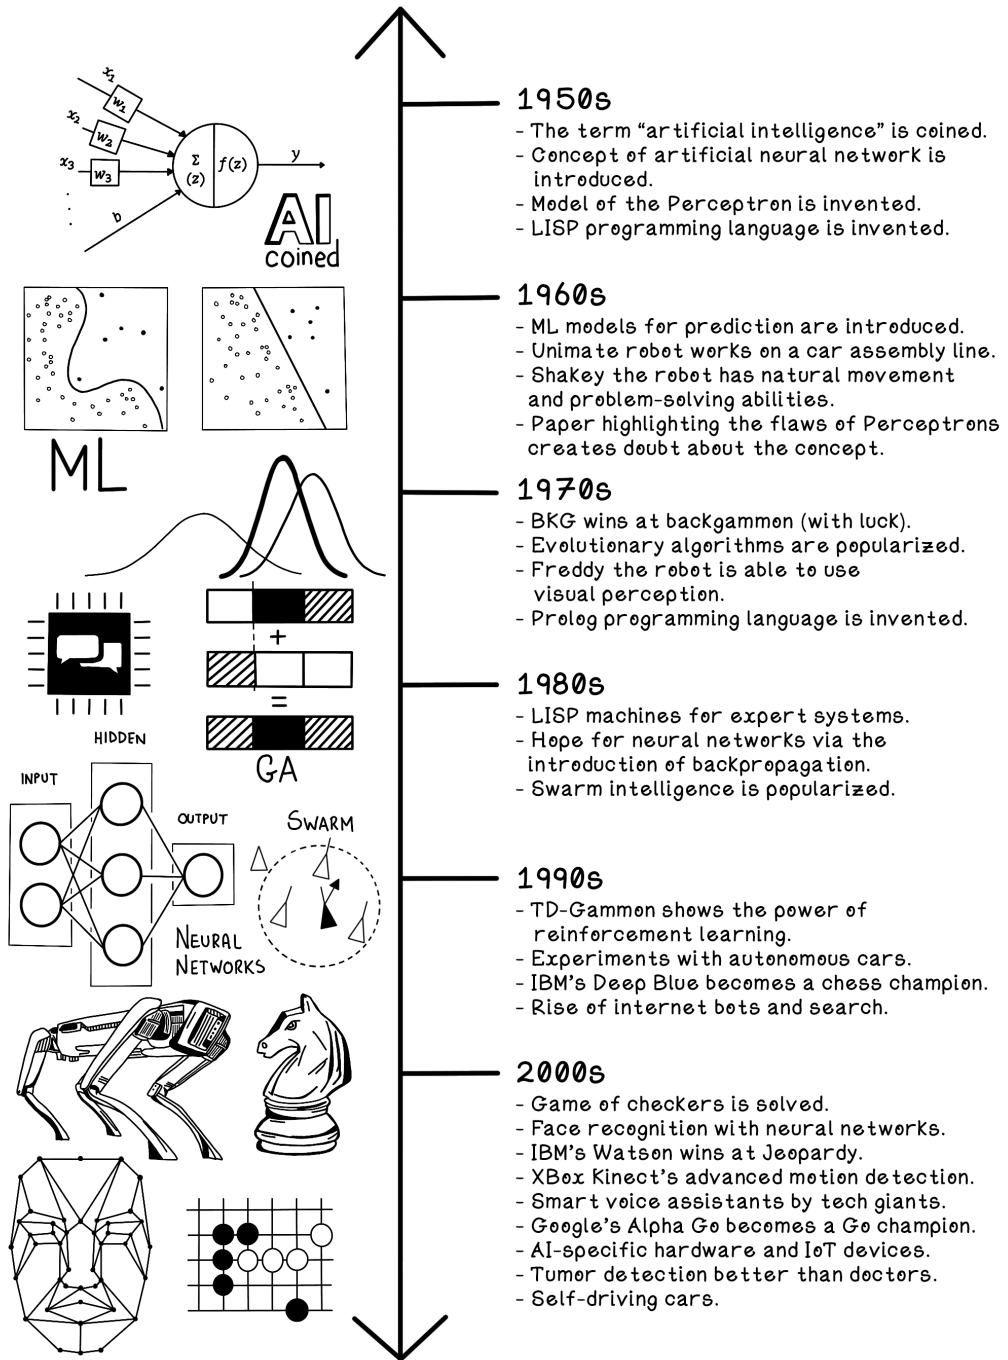 x₁
w₁
x₂
w₂
x₃
w₃
Σ
(z)
f(z)
y
b
AI
coined
ML
+
=
GA
HIDDEN
INPUT
OUTPUT
SWARM
NEURAL
NETWORKS
1950s
- The term “artificial intelligence” is coined.
- Concept of artificial neural network is
introduced.
- Model of the Perceptron is invented.
- LISP programming language is invented.
1960s
- ML models for prediction are introduced.
- Unimate robot works on a car assembly line.
- Shakey the robot has natural movement
and problem-solving abilities.
- Paper highlighting the flaws of Perceptrons
creates doubt about the concept.
1970s
- BKG wins at backgammon (with luck).
- Evolutionary algorithms are popularized.
- Freddy the robot is able to use
visual perception.
- Prolog programming language is invented.
1980s
- LISP machines for expert systems.
- Hope for neural networks via the
introduction of backpropagation.
- Swarm intelligence is popularized.
1990s
- TD-Gammon shows the power of
reinforcement learning.
- Experiments with autonomous cars.
- IBM’s Deep Blue becomes a chess champion.
- Rise of internet bots and search.
2000s
- Game of checkers is solved.
- Face recognition with neural networks.
- IBM’s Watson wins at Jeopardy.
- XBox Kinect’s advanced motion detection.
- Smart voice assistants by tech giants.
- Google’s Alpha Go becomes a Go champion.
- AI-specific hardware and IoT devices.
- Tumor detection better than doctors.
- Self-driving cars.